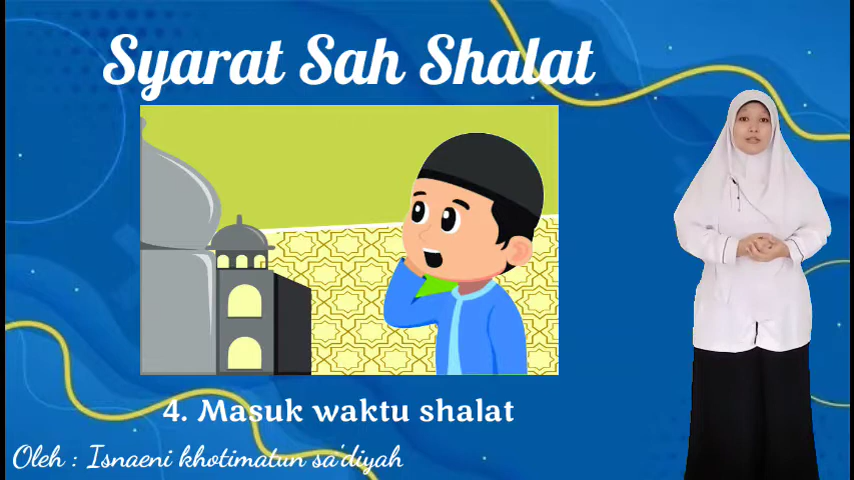 Syarat Sah Shalat
4. Masuk waktu shalat
Oleh : Isnaeni khotimatun sa'diyah